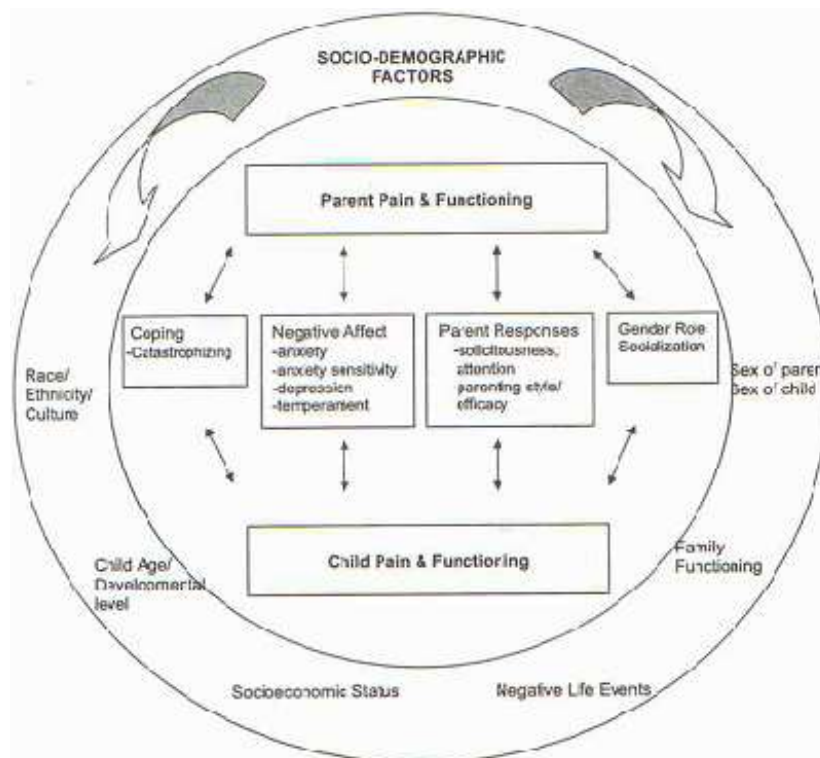 SOCIO-DEMOGRAPHIC
FACTORS
Parent Pain & Functioning
Coping
-Catastrophizing
Negative Affect
-anxiety
-anxiety sensitivity
-depression
-temperament
Parent Responses
-solicitousness,
attention
-parenting style/
efficacy
Gender Role
Socialization
Race/
Ethnicity/
Culture
Sex of parent
Sex of child
Child Pain & Functioning
Child Age/
Developmental
level
Family
Functioning
Socioeconomic Status
Negative Life Events